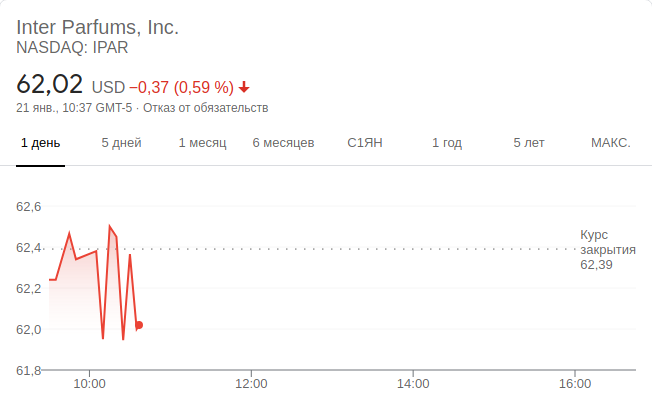 Inter Parfums, Inc.
NASDAQ: IPAR
62,02 USD −0,37 (0,59 %)
21 янв., 10:37 GMT-5 · Отказ от обязательств
1 день 5 дней 1 месяц 6 месяцев С1ЯН 1 год 5 лет МАКС.
62,6
62,4
62,2
62,0
61,8
Курс
закрытия
62,39
10:00 12:00 14:00 16:00